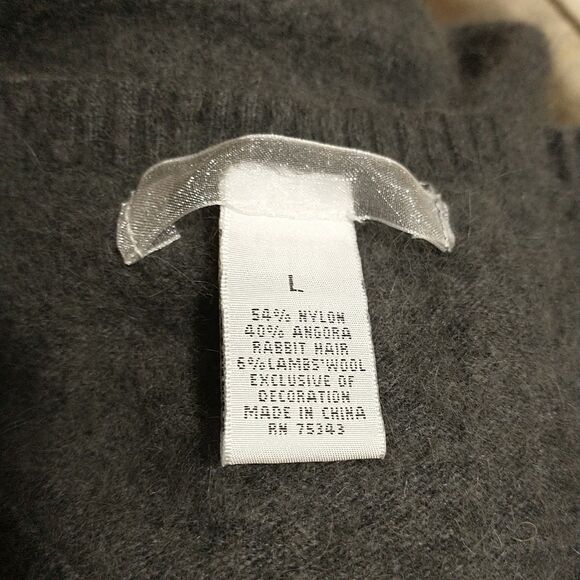 L
54% NYLON
40% ANGORA
RABBIT HAIR
6% LAMBS'WOOL
EXCLUSIVE OF
DECORATION
MADE IN CHINA
RN 75343